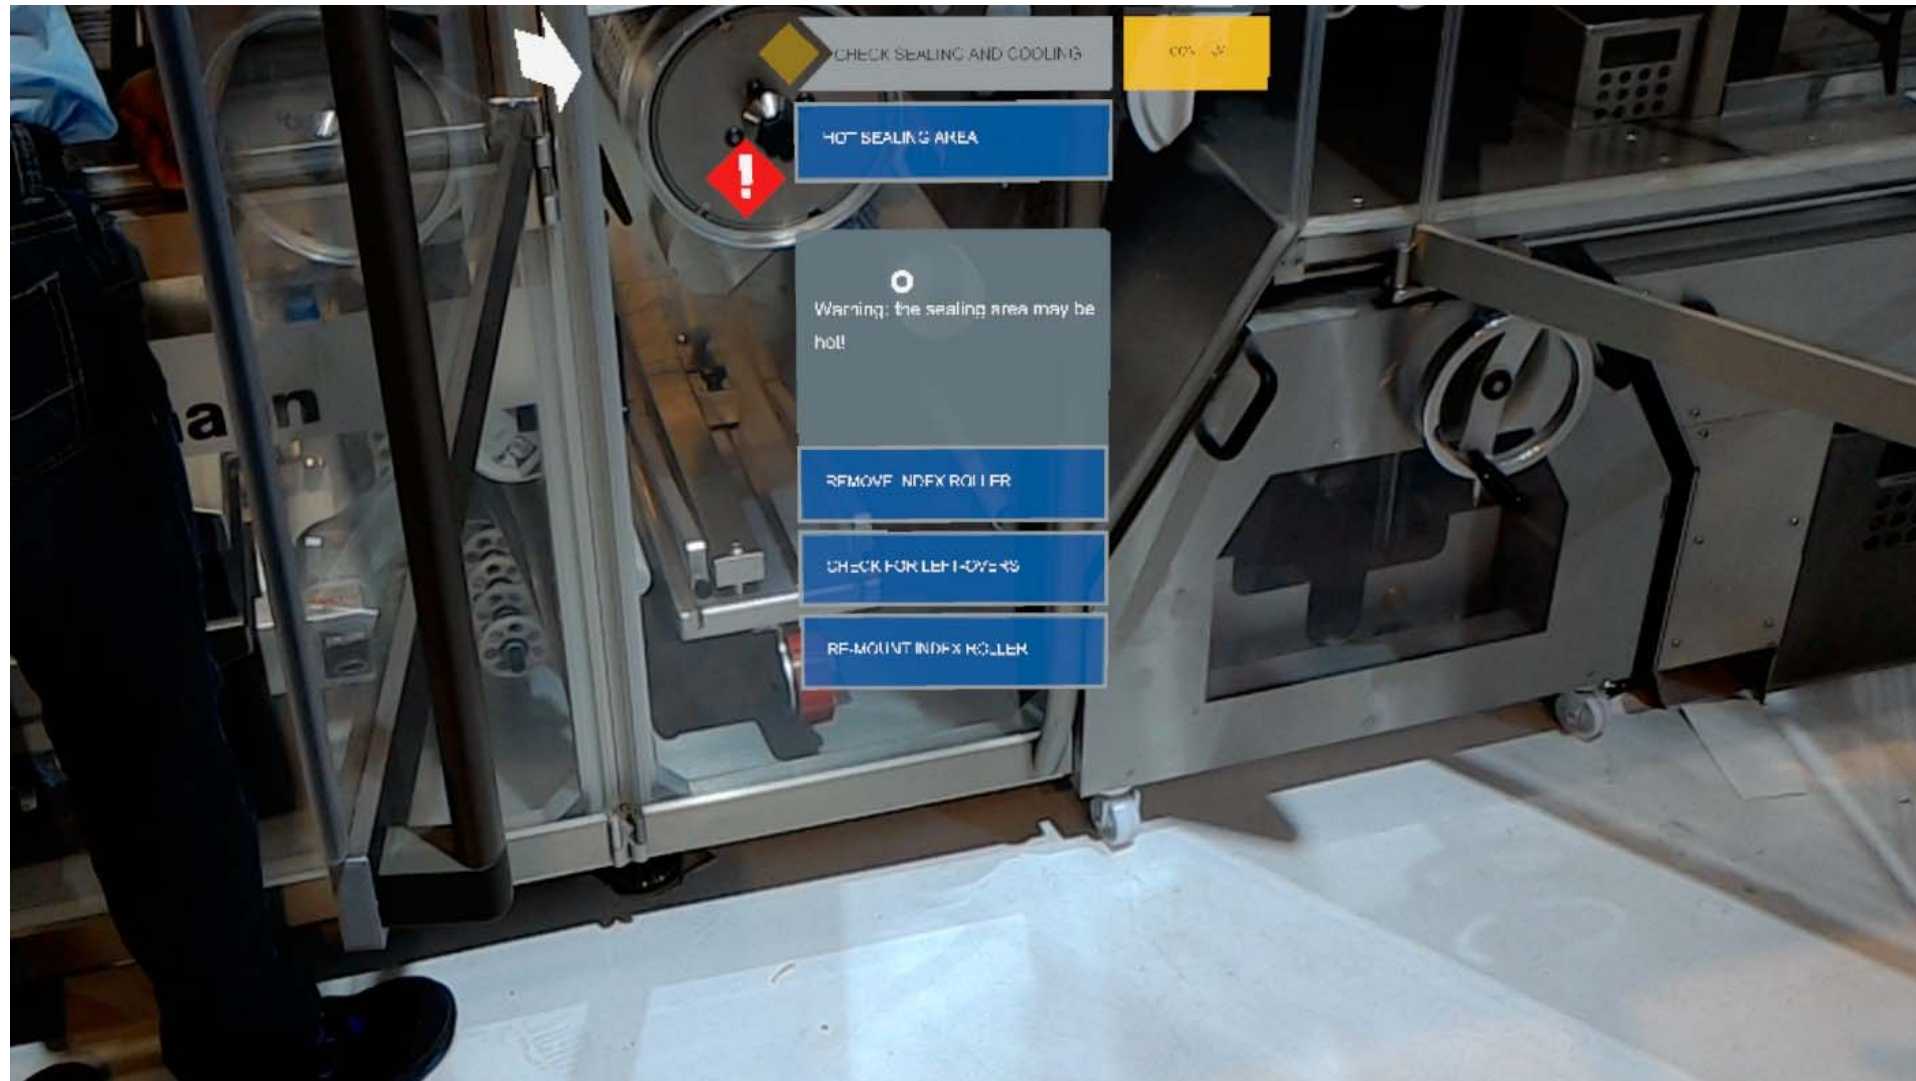 CHECK SEALING AND COOLING
HOT SEALING AREA
Warning: the sealing area may be
hot!
REMOVE INDEX ROLLER
CHECK FOR LEFT-OVERS
RE-MOUNT INDEX ROLLER